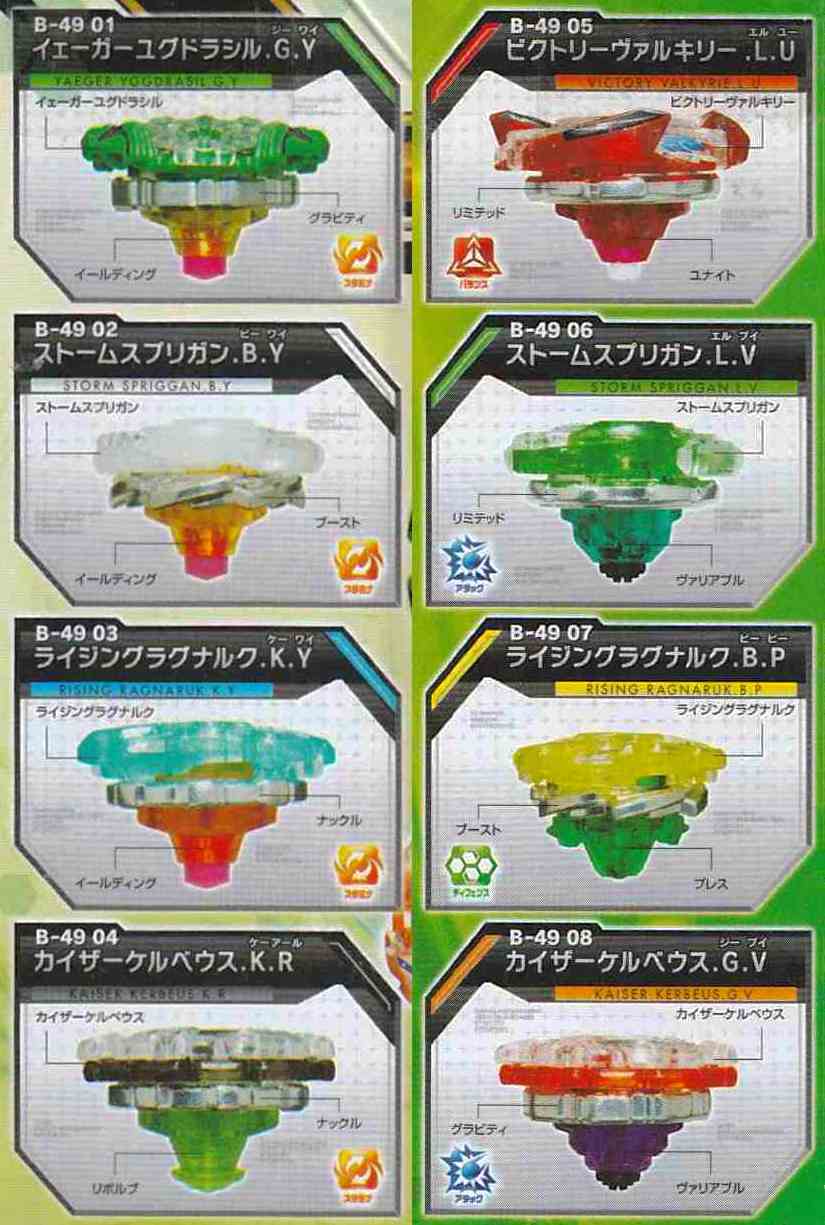 B-49 01
ジー ワイ
イェーガーユグドラシル.G.Y
YAEGER YGGDRASIL.G.Y
イェーガーユグドラシル
グラビティ
イールディング
スタミナ
B-49 05
エル ユー
ビクトリーヴァルキリー.L.U
VICTORY VALKYRIE.L.U
ビクトリーヴァルキリー
リミテッド
バランス
ユナイト
B-49 02
ビー ワイ
ストームスプリガン.B.Y
STORM SPRIGGAN.B.Y
ストームスプリガン
ブースト
イールディング
スタミナ
B-49 06
エル ブイ
ストームスプリガン.L.V
STORM SPRIGGAN.L.V
ストームスプリガン
リミテッド
アタック
ヴァリアブル
B-49 03
ケー ワイ
ライジングラグナルク.K.Y
RISING RAGNARUK.K.Y
ライジングラグナルク
ナックル
イールディング
スタミナ
B-49 07
ビー ピー
ライジングラグナルク.B.P
RISING RAGNARUK.B.P
ライジングラグナルク
ブースト
ディフェンス
プレス
B-49 04
ケーアール
カイザーケルベウス.K.R
KAISER KERBEUS.K.R
カイザーケルベウス
ナックル
リボルブ
スタミナ
B-49 08
ジー ブイ
カイザーケルベウス.G.V
KAISER KERBEUS.G.V
カイザーケルベウス
グラビティ
アタック
ヴァリアブル